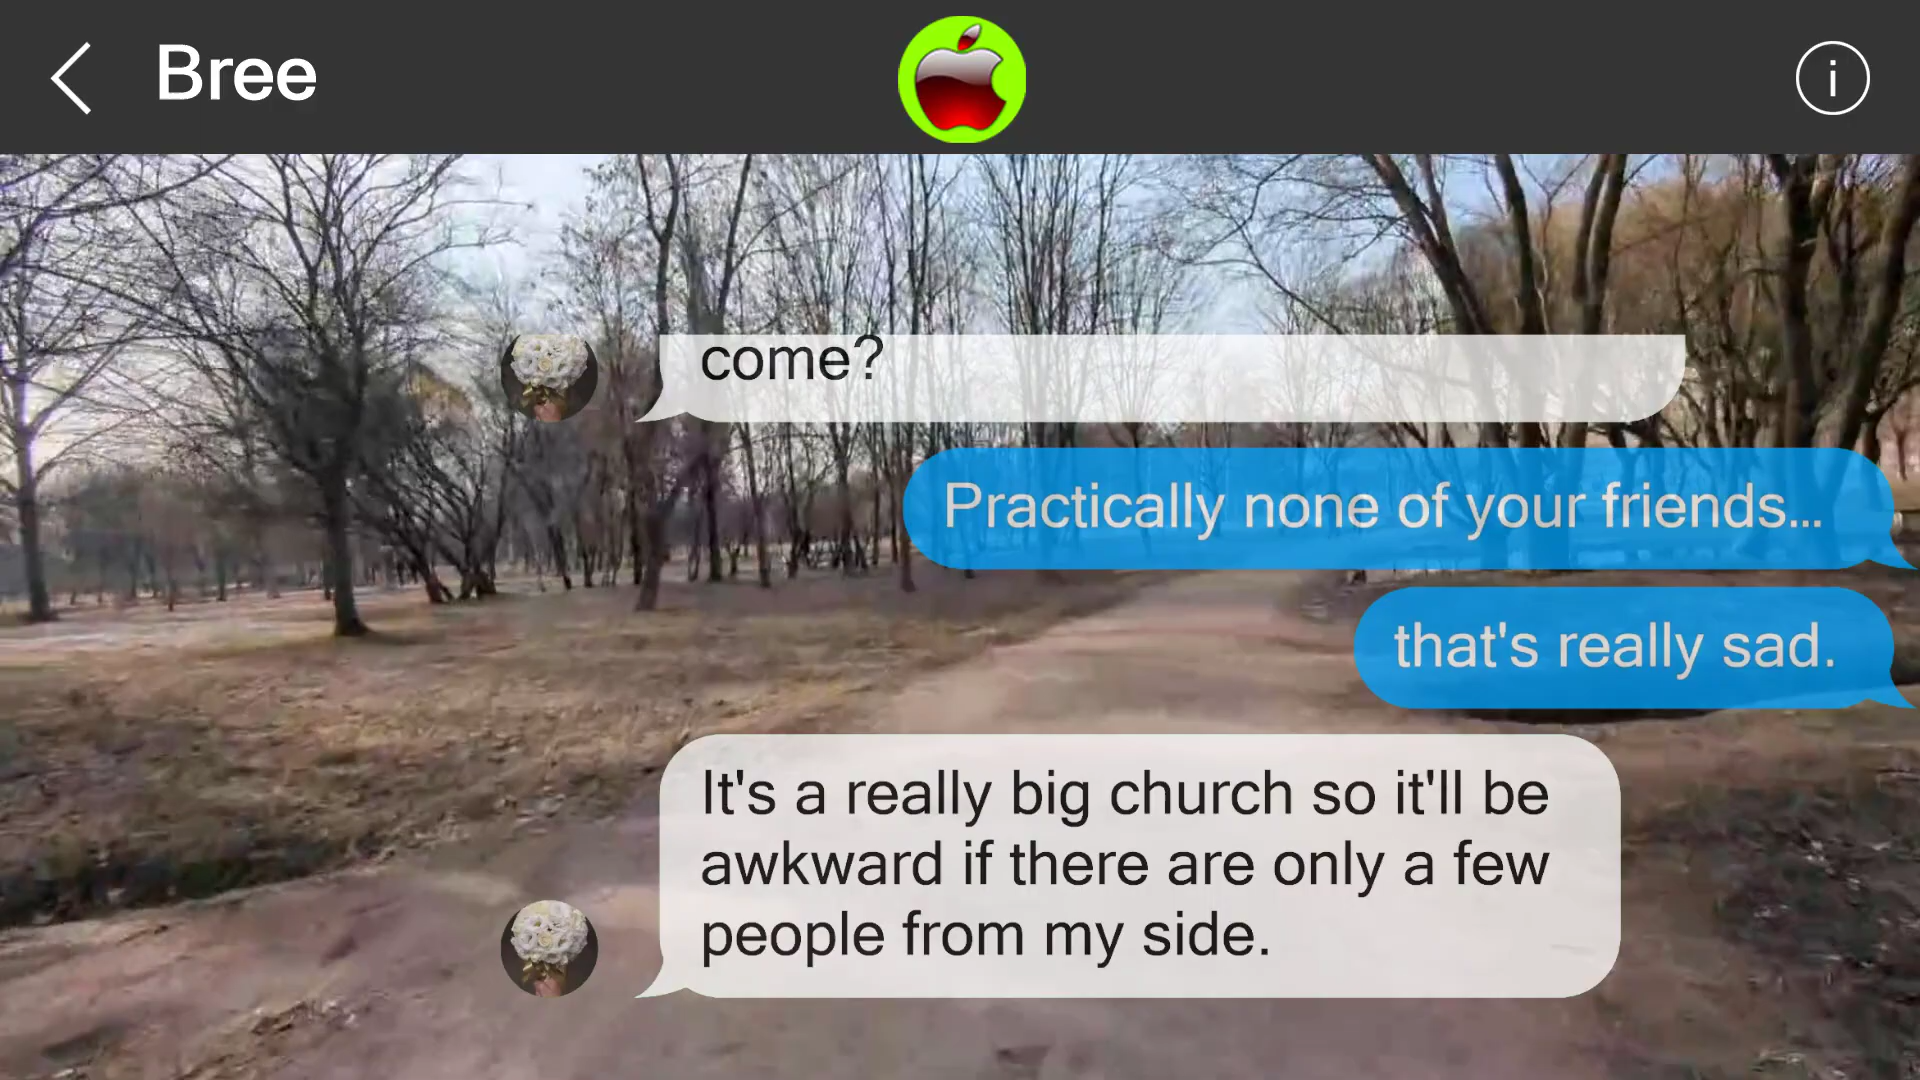 Bree
i
come?
Practically none of your friends...
that's really sad.
It's a really big church so it'll be
awkward if there are only a few
people from my side.